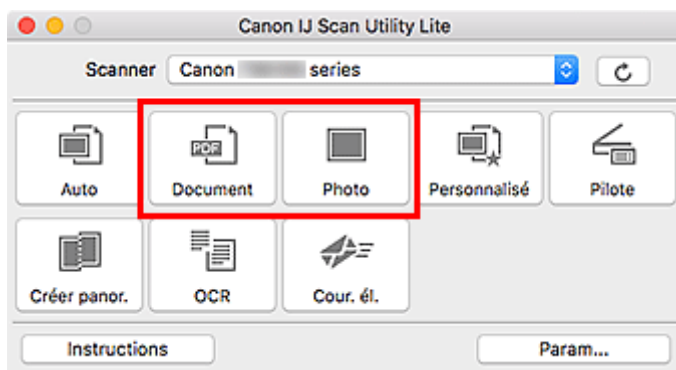 Canon IJ Scan Utility Lite
Scanner Canon series
Auto
PDF
Document
Photo
Personnalisé
Pilote
Créer panor.
OCR
Cour. él.
Instructions
Param...